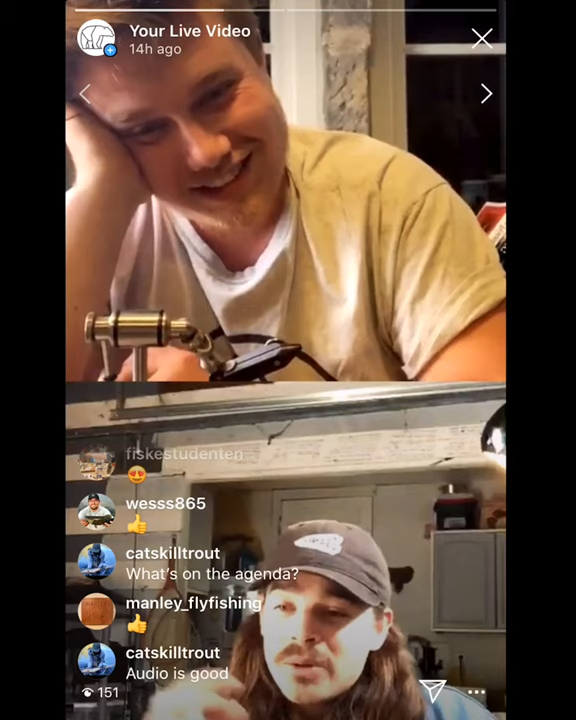 Your Live Video
14h ago
fiskestudenten
wesss865
catskilltrout
What's on the agenda?
manley_flyfishing
catskilltrout
Audio is good
151